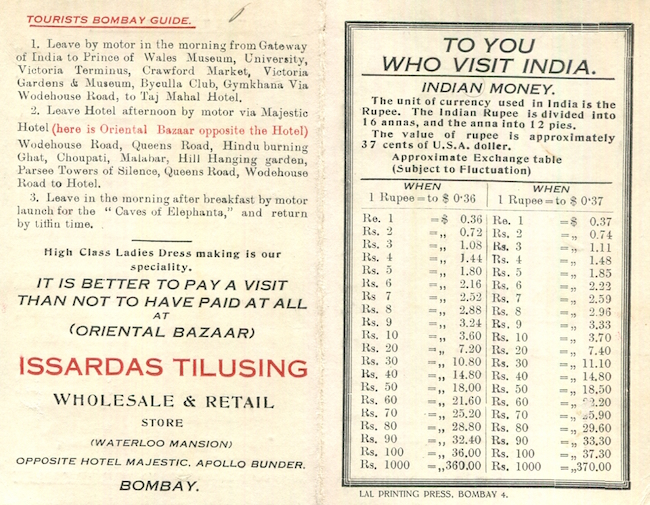 TOURISTS BOMBAY GUIDE.
1. Leave by motor in the morning from Gateway
of India to Prince of Wales Museum, University,
Victoria Terminus, Crawford Market, Victoria
Gardens & Museum, Byculla Club, Gymkhana Via
Wodehouse Road, to Taj Mahal Hotel.
2. Leave Hotel afternoon by motor via Majestic
Hotel (here is Oriental Bazaar opposite the Hotel)
Wodehouse Road, Queens Road, Hindu burning
Ghat, Choupati, Malabar, Hill Hanging garden,
Parsee Towers of Silence, Queens Road, Wodehouse
Road to Hotel.
3. Leave in the morning after breakfast by motor
launch for the "Caves of Elephanta," and return
by tiffin time.
High Class Ladies Dress making is our
speciality.
IT IS BETTER TO PAY A VISIT
THAN NOT TO HAVE PAID AT ALL
AT
(ORIENTAL BAZAAR)
ISSARDAS TILUSING
WHOLESALE & RETAIL
STORE
(WATERLOO MANSION)
OPPOSITE HOTEL MAJESTIC, APOLLO BUNDER.
BOMBAY.
TO YOU
WHO VISIT INDIA.
INDIAN MONEY.
The unit of currency used in India is the
Rupee. The Indian Rupee is divided into
16 annas, and the anna into 12 pies.
The value of rupee is approximately
37 cents of U.S.A. doller.
Approximate Exchange table
(Subject to Fluctuation)
WHEN WHEN
1 Rupee=to $ 0·36 1 Rupee=to $ 0·37
Re. 1 =$ 0.36 Re. 1 =$ 0.37
Rs. 2 =,, 0.72 Rs. 2 =,, 0.74
Rs. 3 =,, 1.08 Rs. 3 =,, 1.11
Rs. 4 =,, 1.44 Rs. 4 =,, 1.48
Rs. 5 =,, 1.80 Rs. 5 =,, 1.85
Rs. 6 =,, 2.16 Rs. 6 =,, 2.22
Rs 7 =,, 2.52 Rs. 7 =,, 2.59
Rs. 8 =,, 2.88 Rs. 8 =,, 2.96
Rs. 9 =,, 3.24 Rs. 9 =,, 3.33
Rs. 10 =,, 3.60 Rs. 10 =,, 3.70
Rs. 20 =,, 7.20 Rs. 20 =,, 7.40
Rs. 30 =,, 10.80 Rs. 30 =,, 11.10
Rs. 40 =,, 14.80 Rs. 40 =,, 14.80
Rs. 50 =,, 18.00 Rs. 50 =,, 18.50
Rs. 60 =,, 21.60 Rs. 60 =,, 22.20
Rs. 70 =,, 25.20 Rs. 70 =,, 25.90
Rs. 80 =,, 28.80 Rs. 80 =,, 29.60
Rs. 90 =,, 32.40 Rs. 90 =,, 33.30
Rs. 100 =,, 36.00 Rs. 100 =,, 37.30
Rs. 1000 =,,369.00 Rs. 1000 =,,370.00
LAL PRINTING PRESS, BOMBAY 4.